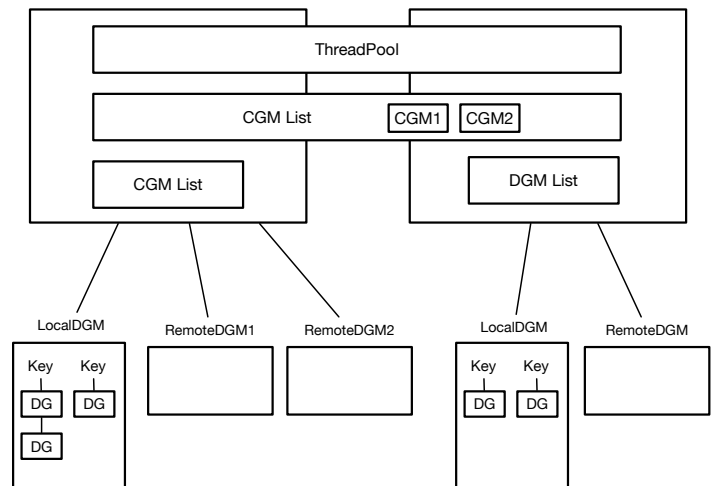 ThreadPool
CGM List CGM1 CGM2
CGM List
DGM List
LocalDGM RemoteDGM1 RemoteDGM2 LocalDGM RemoteDGM
Key Key Key Key
DG DG DG DG
DG